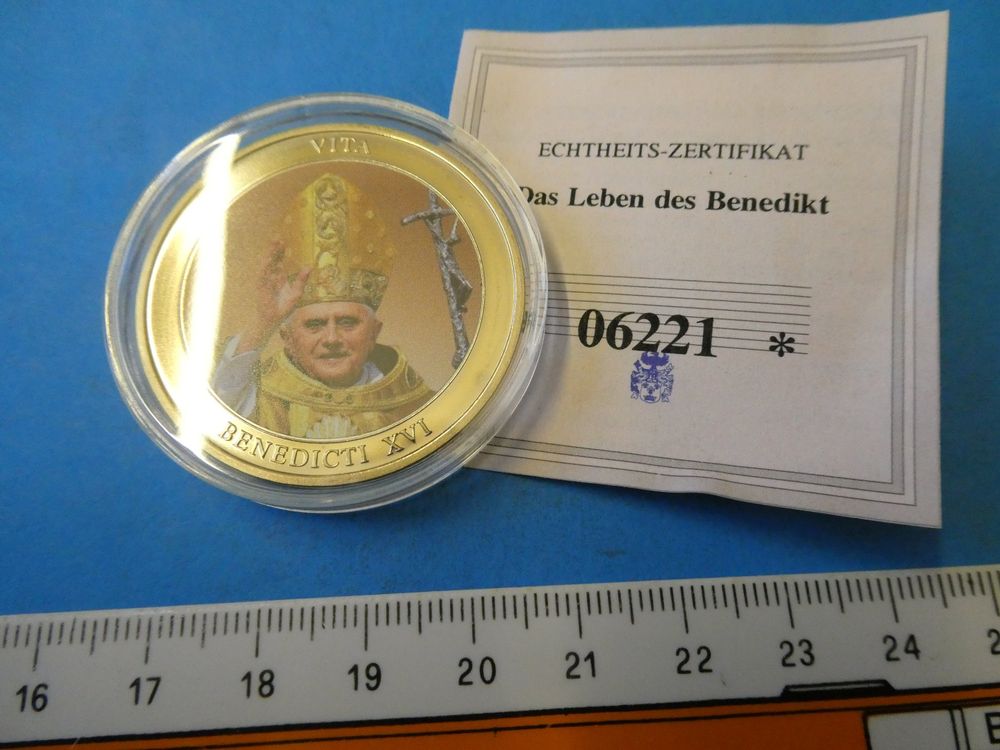 VITA
BENEDICTI XVI
ECHTHEITS-ZERTIFIKAT
Das Leben des Benedikt
06221 *
16 17 18 19 20 21 22 23 24